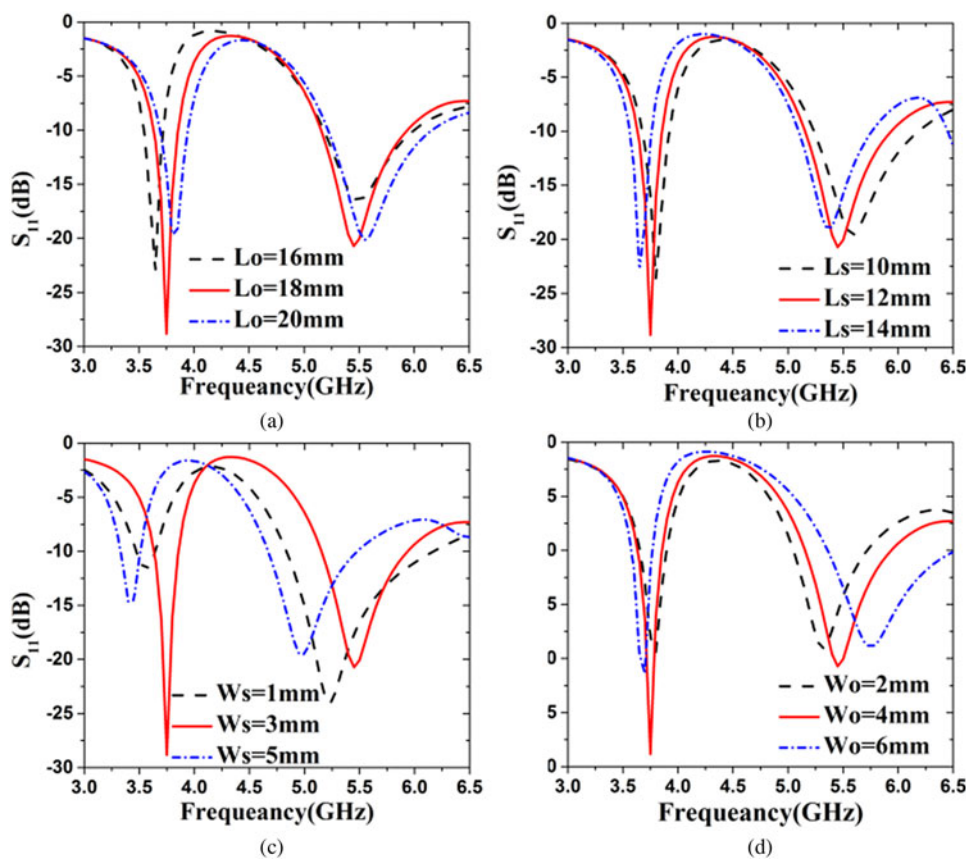 0
-5
-10
-15
-20
-25
-30
S11(dB)
Lo=16mm
Lo=18mm
Lo=20mm
3.0 3.5 4.0 4.5 5.0 5.5 6.0 6.5
Frequeancy(GHz)
(a)
0
-5
-10
-15
-20
-25
-30
S11(dB)
Ls=10mm
Ls=12mm
Ls=14mm
3.0 3.5 4.0 4.5 5.0 5.5 6.0 6.5
Frequeancy(GHz)
(b)
0
-5
-10
-15
-20
-25
-30
S11(dB)
Ws=1mm
Ws=3mm
Ws=5mm
3.0 3.5 4.0 4.5 5.0 5.5 6.0 6.5
Frequeancy(GHz)
(c)
0
5
0
5
0
5
0
Wo=2mm
Wo=4mm
Wo=6mm
3.0 3.5 4.0 4.5 5.0 5.5 6.0 6.5
Frequeancy(GHz)
(d)